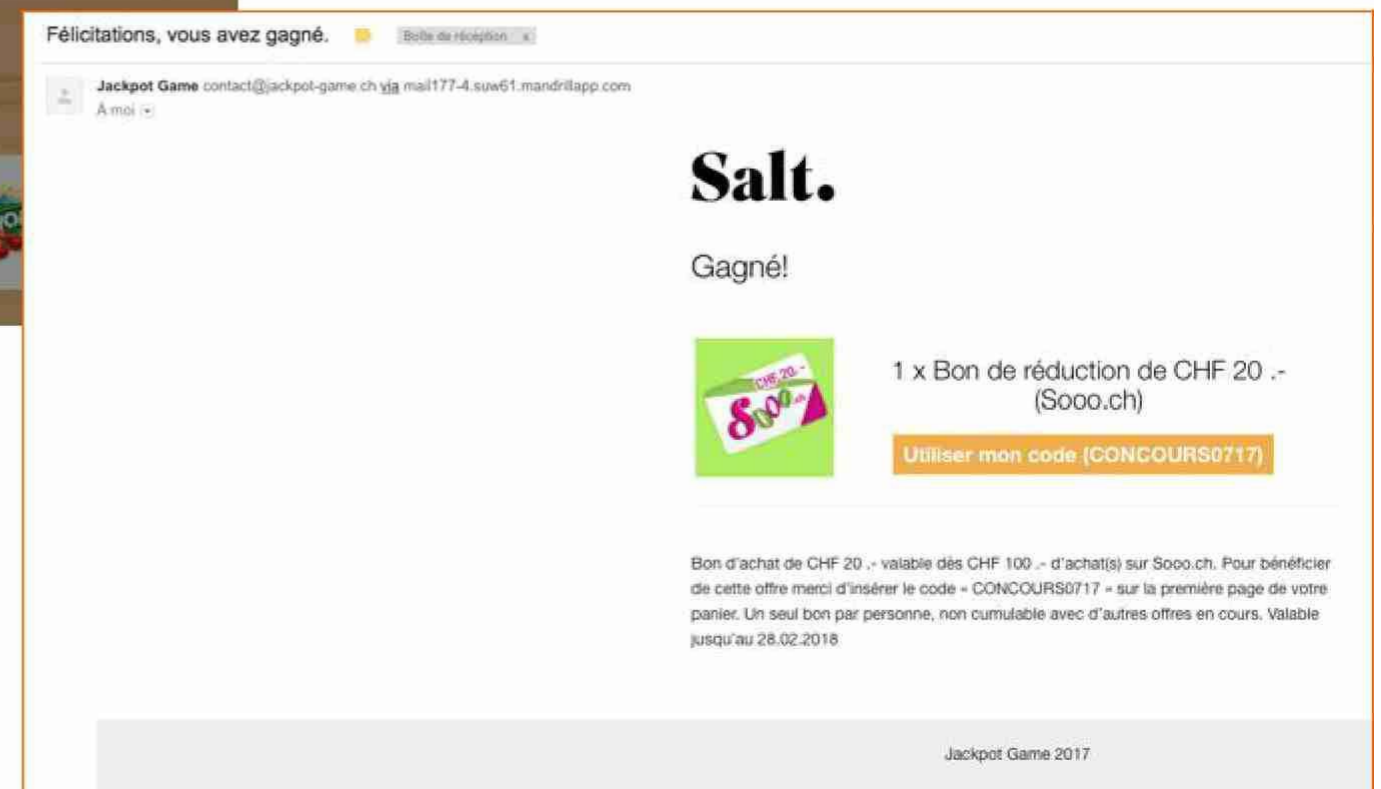 Félicitations, vous avez gagné.
Boîte de réception x
Jackpot Game contact@jackpot-game.ch via mail177-4.suw61.mandrillapp.com
À moi
Salt.
Gagné!
CHF 20.-
Sooo.ch
1 x Bon de réduction de CHF 20 .-
(Sooo.ch)
Utiliser mon code (CONCOURS0717)
Bon d'achat de CHF 20 .- valable dès CHF 100 .- d'achat(s) sur Sooo.ch. Pour bénéficier
de cette offre merci d'insérer le code « CONCOURS0717 » sur la première page de votre
panier. Un seul bon par personne, non cumulable avec d'autres offres en cours. Valable
jusqu'au 28.02.2018
Jackpot Game 2017